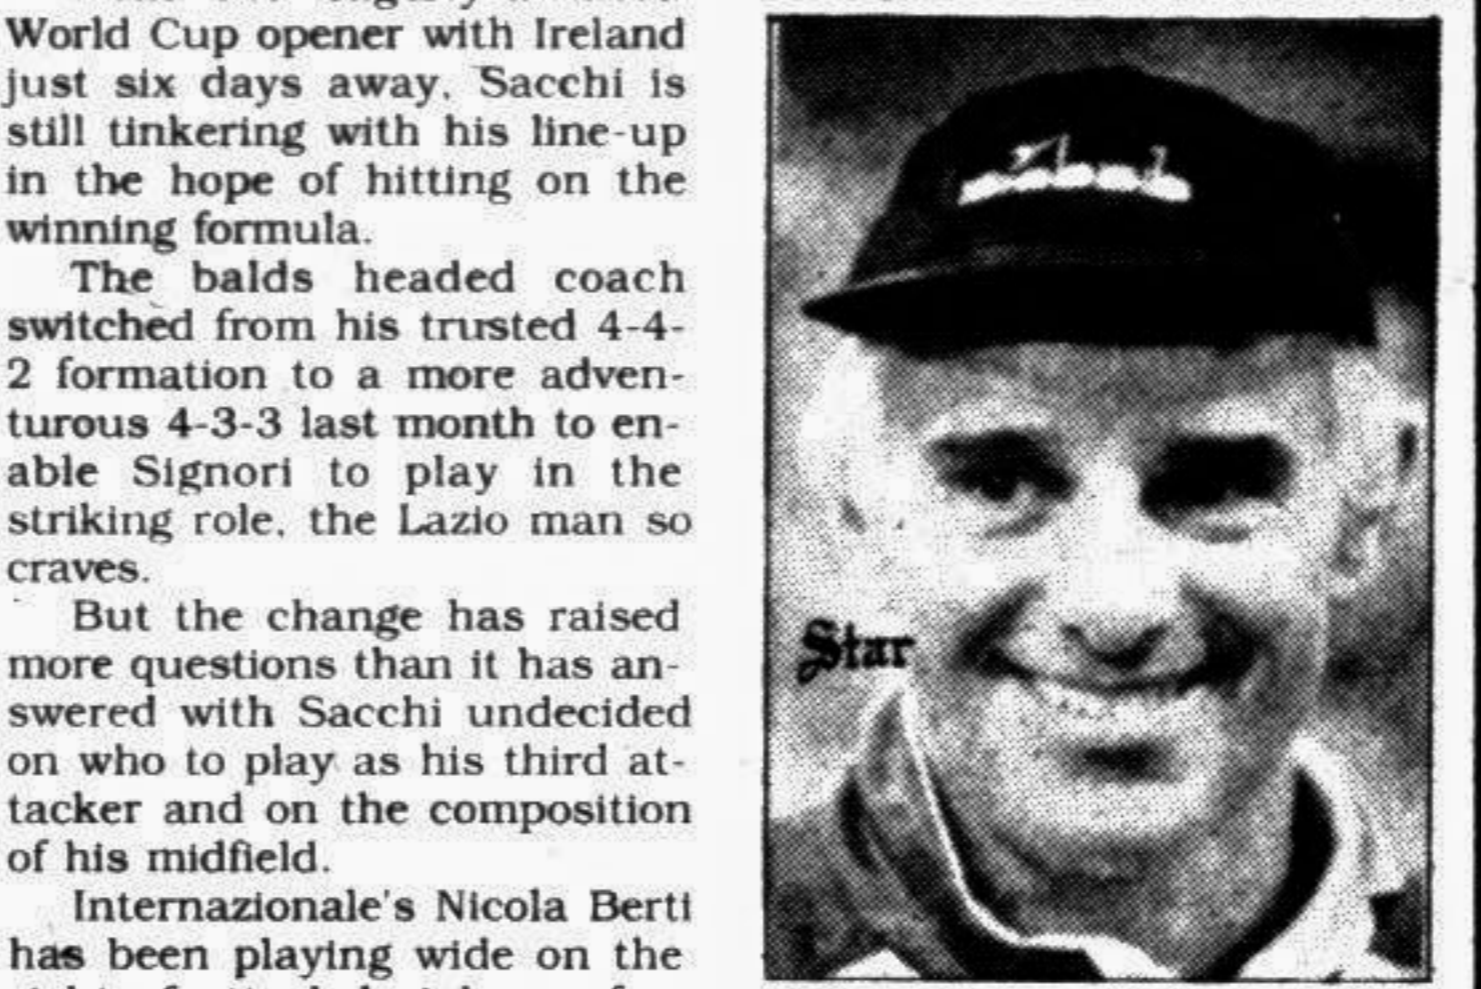 World Cup opener with Ireland
just six days away, Sacchi is
still tinkering with his line-up
in the hope of hitting on the
winning formula.
The balds headed coach
switched from his trusted 4-4-
2 formation to a more adven-
turous 4-3-3 last month to en-
able Signori to play in the
striking role, the Lazio man so
craves.
But the change has raised
more questions than it has an-
swered with Sacchi undecided
on who to play as his third at-
tacker and on the composition
of his midfield.
Internazionale's Nicola Berti
has been playing wide on the
Star